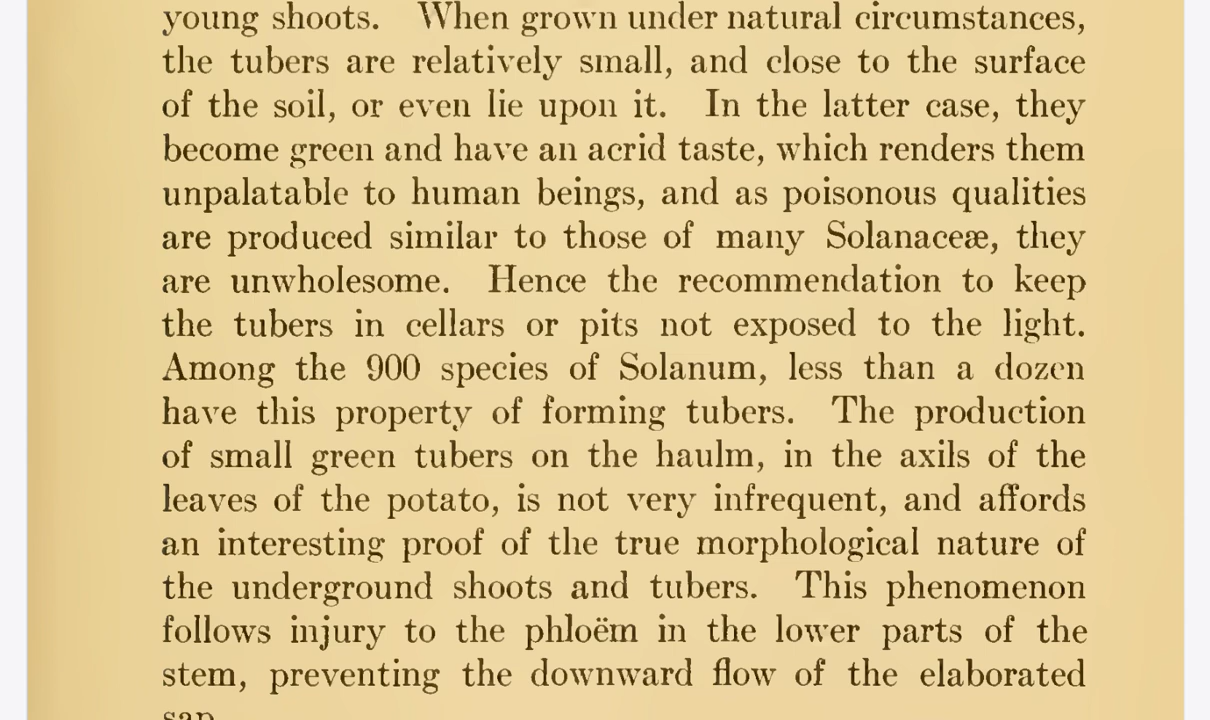 young shoots. When grown under natural circumstances,
the tubers are relatively small, and close to the surface
of the soil, or even lie upon it. In the latter case, they
become green and have an acrid taste, which renders them
unpalatable to human beings, and as poisonous qualities
are produced similar to those of many Solanaceæ, they
are unwholesome. Hence the recommendation to keep
the tubers in cellars or pits not exposed to the light.
Among the 900 species of Solanum, less than a dozen
have this property of forming tubers. The production
of small green tubers on the haulm, in the axils of the
leaves of the potato, is not very infrequent, and affords
an interesting proof of the true morphological nature of
the underground shoots and tubers. This phenomenon
follows injury to the phloëm in the lower parts of the
stem, preventing the downward flow of the elaborated
sap.